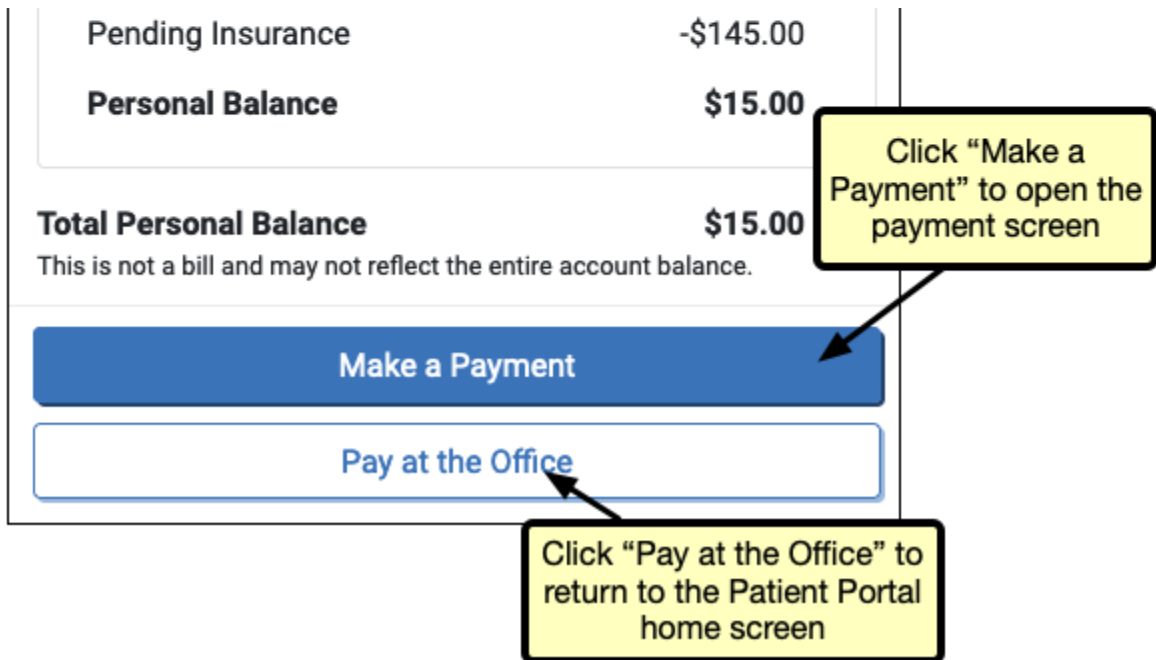 Pending Insurance -$145.00
Personal Balance $15.00
Click “Make a
Payment” to open the
payment screen
Total Personal Balance $15.00
This is not a bill and may not reflect the entire account balance.
Make a Payment
Pay at the Office
Click “Pay at the Office” to
return to the Patient Portal
home screen